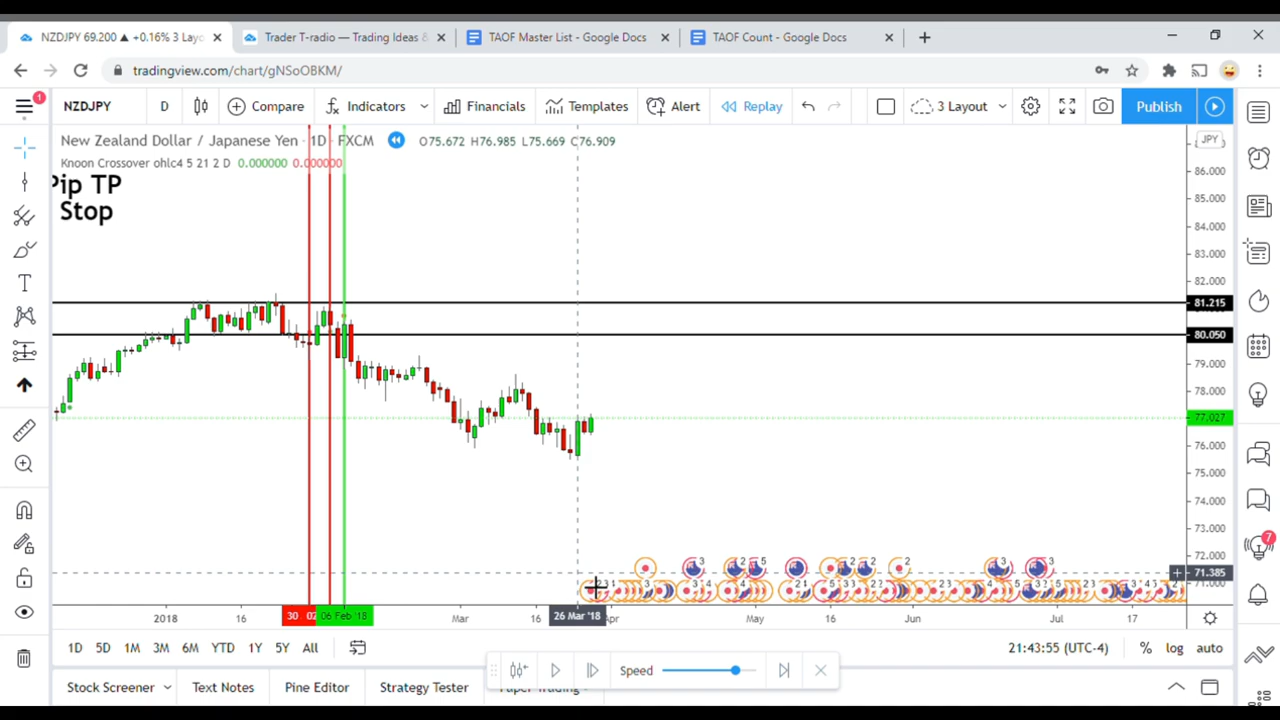 NZDJPY 69.200 ▲ +0.16% 3 Layo
Trader T-radio — Trading Ideas &
TAOF Master List - Google Docs
TAOF Count - Google Docs
tradingview.com/chart/gNSoOBKM/
1
NZDJPY
D
Compare
Indicators
Financials
Templates
Alert
Replay
3 Layout
Publish
New Zealand Dollar / Japanese Yen · 1D · FXCM
O75.672 H76.985 L75.669 C76.909
JPY
Knoon Crossover ohlc4 5 21 2 D 0.000000 0.000000
Pip TP
Stop
86.000
85.000
84.000
83.000
82.000
81.215
80.050
79.000
78.000
77.027
76.000
75.000
74.000
73.000
72.000
71.385
71.000
7
2018
16
30
06 Feb '18
Mar
16
26 Mar '18
Apr
16
May
16
Jun
Jul
17
1D 5D 1M 3M 6M YTD 1Y 5Y All
21:43:55 (UTC-4)
%
log
auto
Speed
Stock Screener
Text Notes
Pine Editor
Strategy Tester
Paper Trading